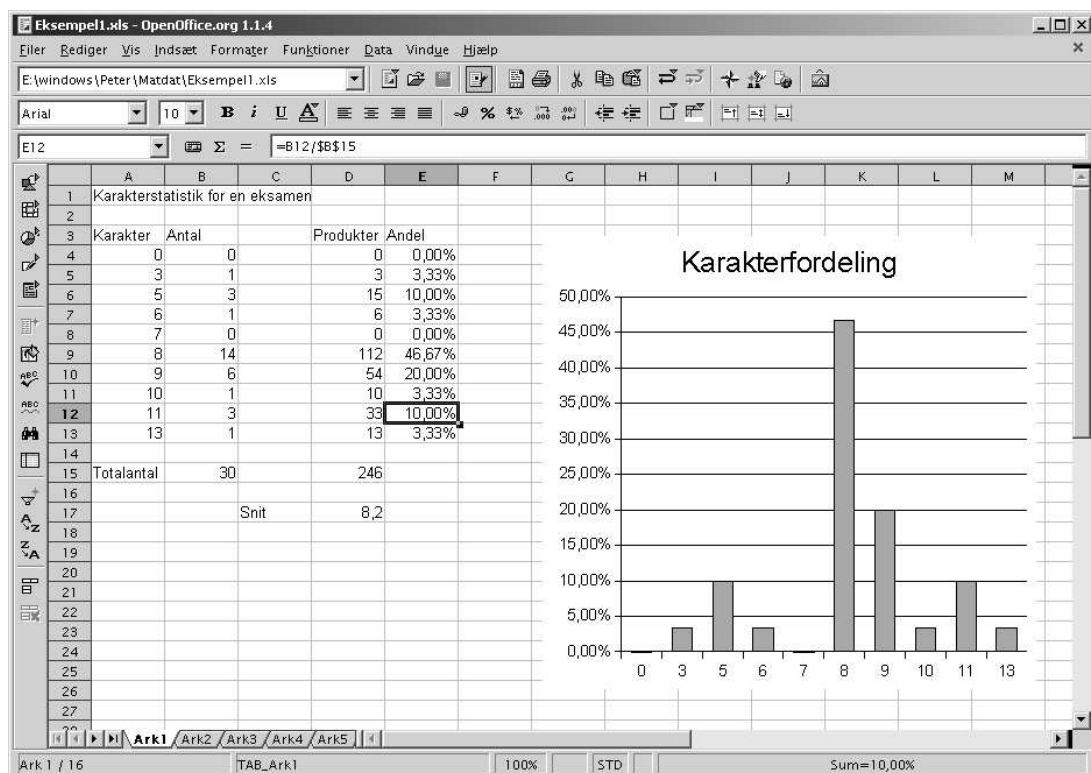 Eksempel1.xls - OpenOffice.org 1.1.4
Filer Rediger Vis Indsæt Formater Funktioner Data Vindue Hjælp
E:\windows\Peter\Matdat\Eksempel1.xls
Arial 10 B i U A
E12 Σ = =B12/$B$15
A B C D E F G H I J K L M
1 Karakterstatistik for en eksamen
2
3 Karakter Antal Produkter Andel
4 0 0 0 0,00%
5 3 1 3 3,33%
6 5 3 15 10,00%
7 6 1 6 3,33%
8 7 0 0 0,00%
9 8 14 112 46,67%
10 9 6 54 20,00%
11 10 1 10 3,33%
12 11 3 33 10,00%
13 13 1 13 3,33%
14
15 Totalantal 30 246
16
17 Snit 8,2
18
19
20
21
22
23
24
25
26
27
Karakterfordeling
50,00%
45,00%
40,00%
35,00%
30,00%
25,00%
20,00%
15,00%
10,00%
5,00%
0,00%
0 3 5 6 7 8 9 10 11 13
Ark1 Ark2 Ark3 Ark4 Ark5
Ark 1 / 16 TAB_Ark1 100% STD Sum=10,00%